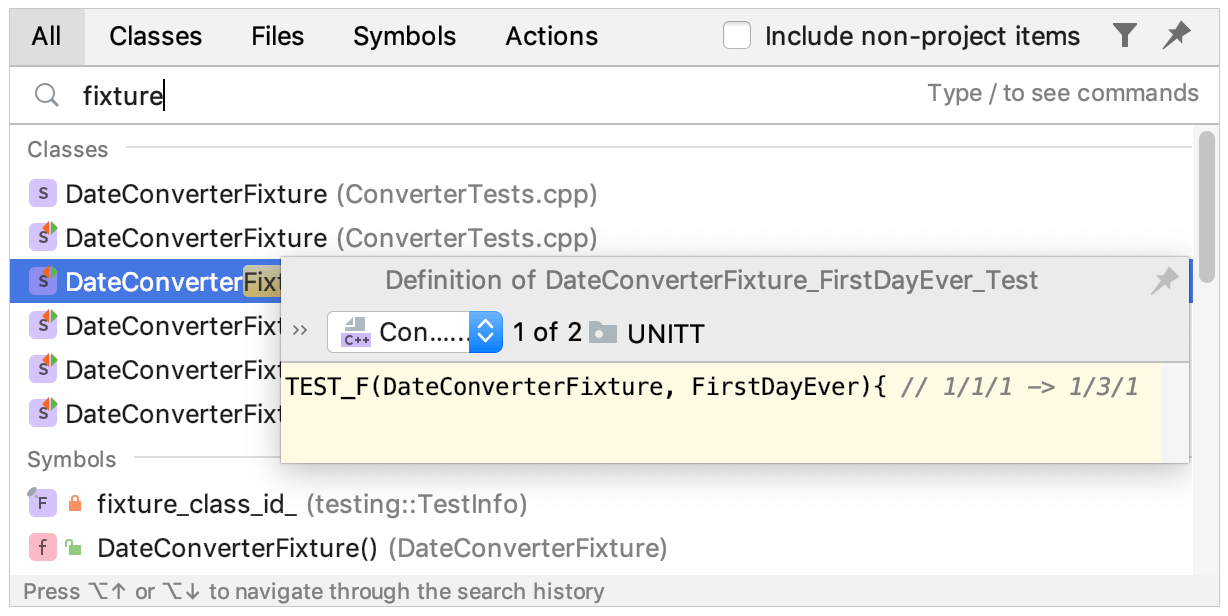 All Classes Files Symbols Actions Include non-project items
fixture Type / to see commands
Classes
S DateConverterFixture (ConverterTests.cpp)
S DateConverterFixture (ConverterTests.cpp)
S DateConverterFixt
Definition of DateConverterFixture_FirstDayEver_Test
S DateConverterFixt
>> C++ Con...... 1 of 2 UNITT
S DateConverterFixt
TEST_F(DateConverterFixture, FirstDayEver){ // 1/1/1 -> 1/3/1
S DateConverterFixt
Symbols
F fixture_class_id_ (testing::TestInfo)
f DateConverterFixture() (DateConverterFixture)
Press ⌥↑ or ⌥↓ to navigate through the search history